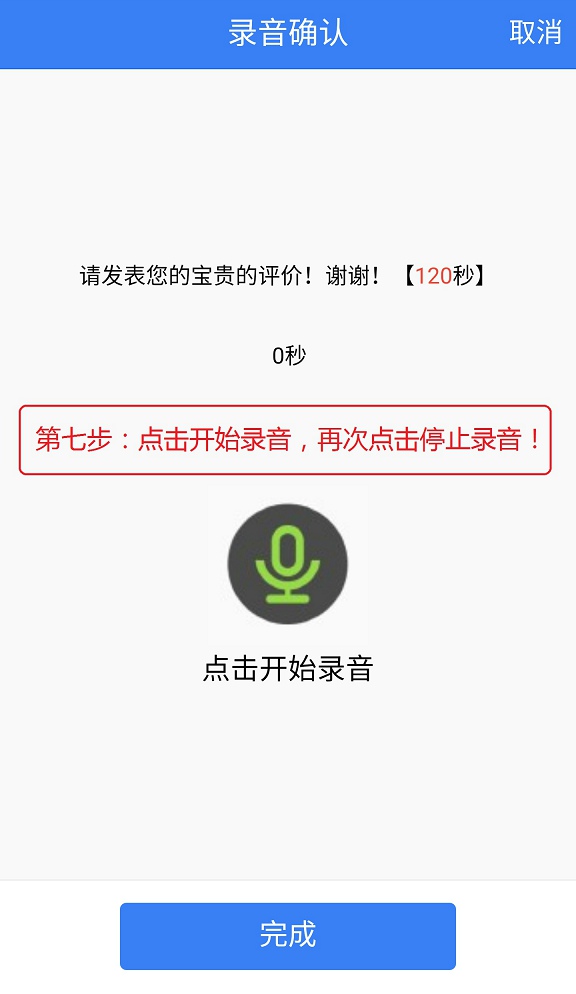 录音确认 取消
请发表您的宝贵的评价！谢谢！【120秒】
0秒
第七步：点击开始录音，再次点击停止录音！
点击开始录音
完成